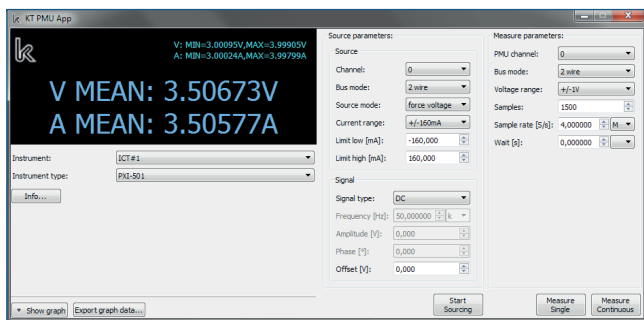 KT PMU App
V: MIN=3.00095V,MAX=3.99905V
A: MIN=3.00024A,MAX=3.99799A
V MEAN: 3.50673V
A MEAN: 3.50577A
Instrument: ICT#1
Instrument type: PXI-501
Info...
Show graph Export graph data...
Source parameters:
Source
Channel: 0
Bus mode: 2 wire
Source mode: force voltage
Current range: +/-160mA
Limit low [mA]: -160,000
Limit high [mA]: 160,000
Signal
Signal type: DC
Frequency [Hz]: 50,000000 k
Amplitude [V]: 0,000
Phase [°]: 0,000
Offset [V]: 0,000
Start
Sourcing
Measure parameters:
PMU channel: 0
Bus mode: 2 wire
Voltage range: +/-1V
Samples: 1500
Sample rate [S/s]: 4,000000 M
Wait [s]: 0,000000
Measure
Single
Measure
Continuous